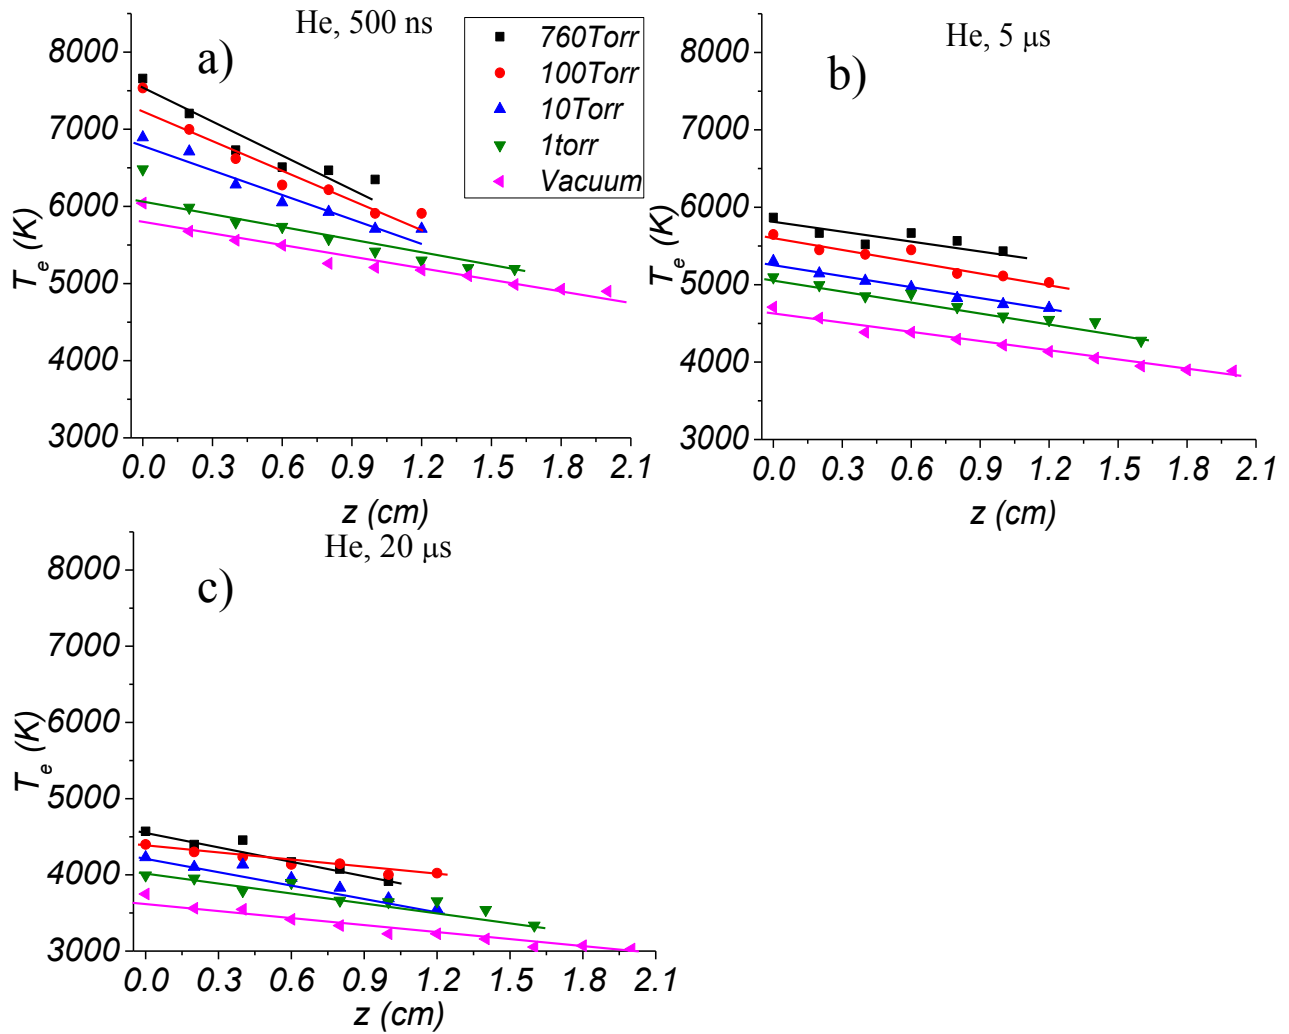 He, 500 ns
a)
760Torr
100Torr
10Torr
1torr
Vacuum
8000
7000
6000
5000
4000
3000
T_e (K)
0.0 0.3 0.6 0.9 1.2 1.5 1.8 2.1
z (cm)
He, 5 μs
b)
8000
7000
6000
5000
4000
3000
T_e (K)
0.0 0.3 0.6 0.9 1.2 1.5 1.8 2.1
z (cm)
He, 20 μs
c)
8000
7000
6000
5000
4000
3000
T_e (K)
0.0 0.3 0.6 0.9 1.2 1.5 1.8 2.1
z (cm)